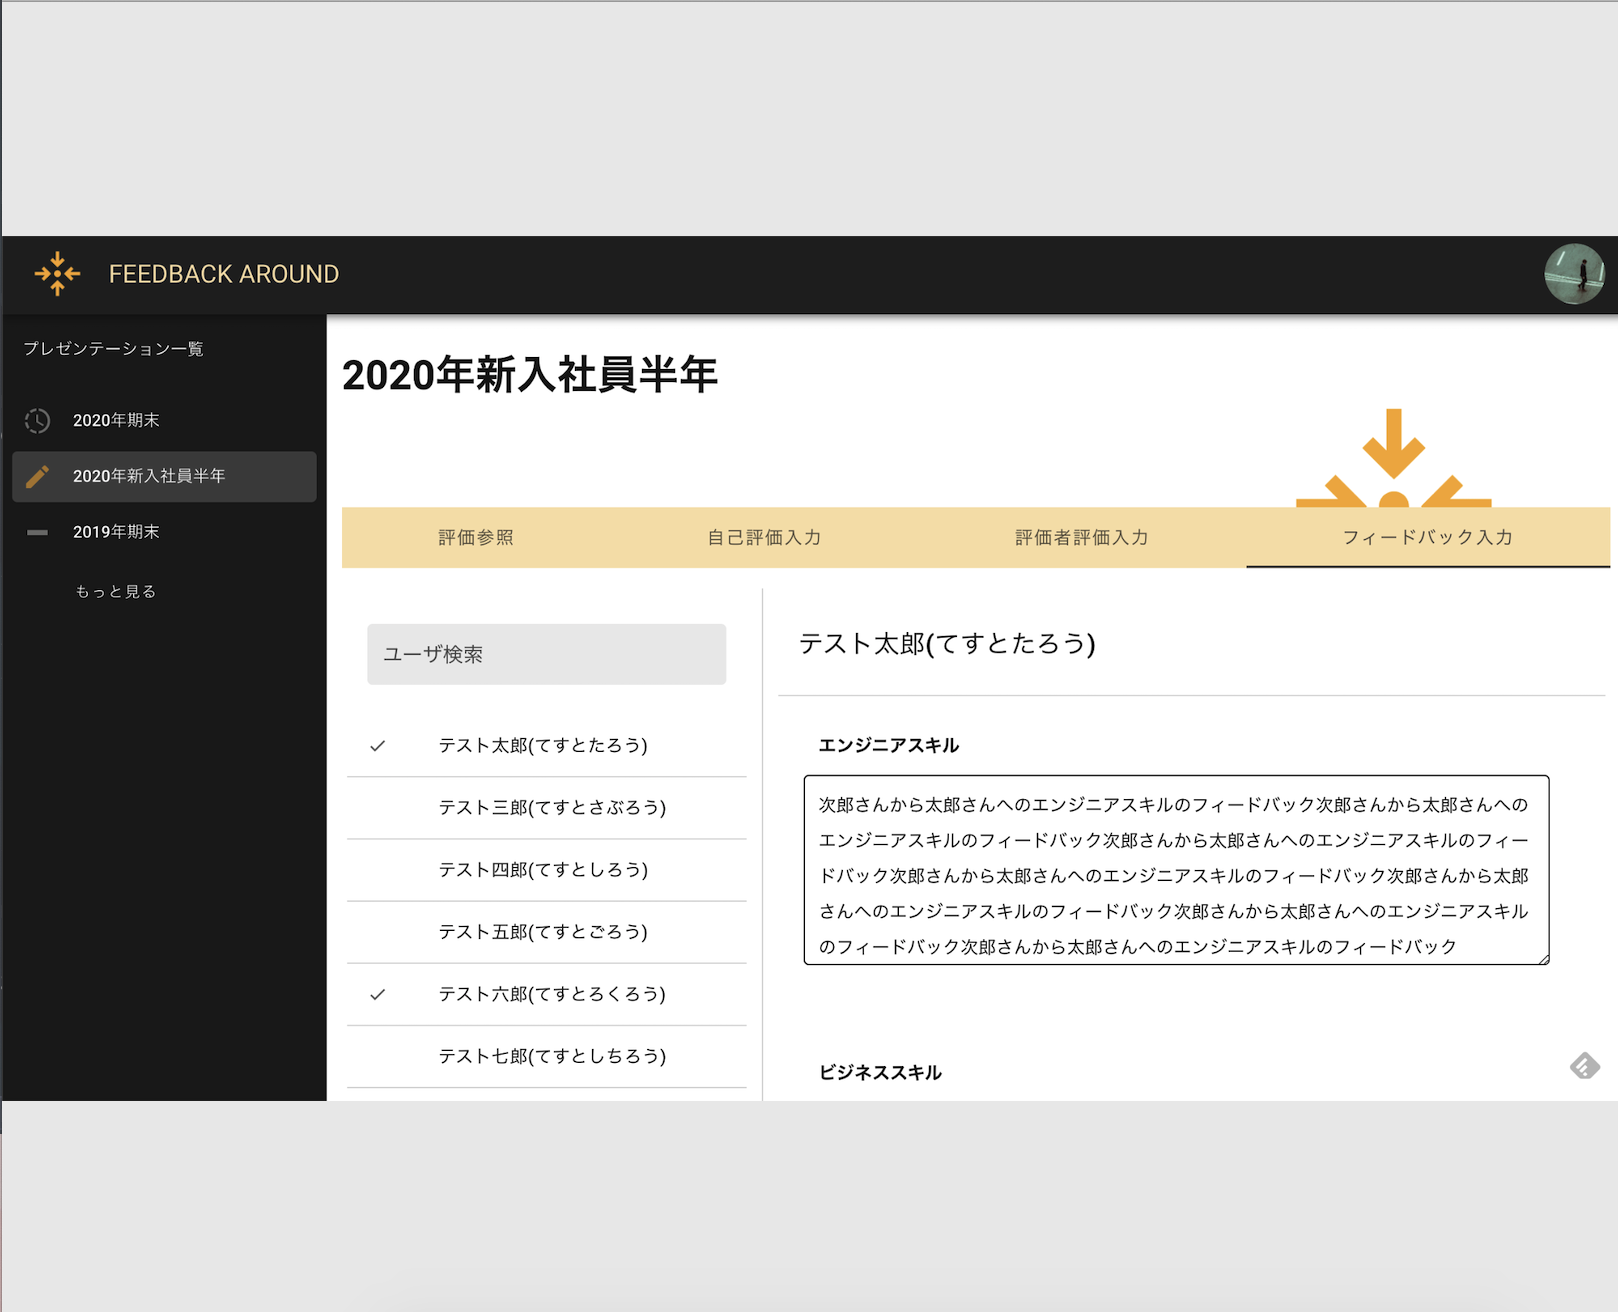 FEEDBACK AROUND
プレゼンテーション一覧
2020年期末
2020年新入社員半年
2019年期末
もっと見る
2020年新入社員半年
評価参照
自己評価入力
評価者評価入力
フィードバック入力
ユーザ検索
テスト太郎(てすとたろう)
テスト三郎(てすとさぶろう)
テスト四郎(てすとしろう)
テスト五郎(てすとごろう)
テスト六郎(てすとろくろう)
テスト七郎(てすとしちろう)
テスト太郎(てすとたろう)
エンジニアスキル
次郎さんから太郎さんへのエンジニアスキルのフィードバック次郎さんから太郎さんへの
エンジニアスキルのフィードバック次郎さんから太郎さんへのエンジニアスキルのフィー
ドバック次郎さんから太郎さんへのエンジニアスキルのフィードバック次郎さんから太郎
さんへのエンジニアスキルのフィードバック次郎さんから太郎さんへのエンジニアスキル
のフィードバック次郎さんから太郎さんへのエンジニアスキルのフィードバック
ビジネススキル